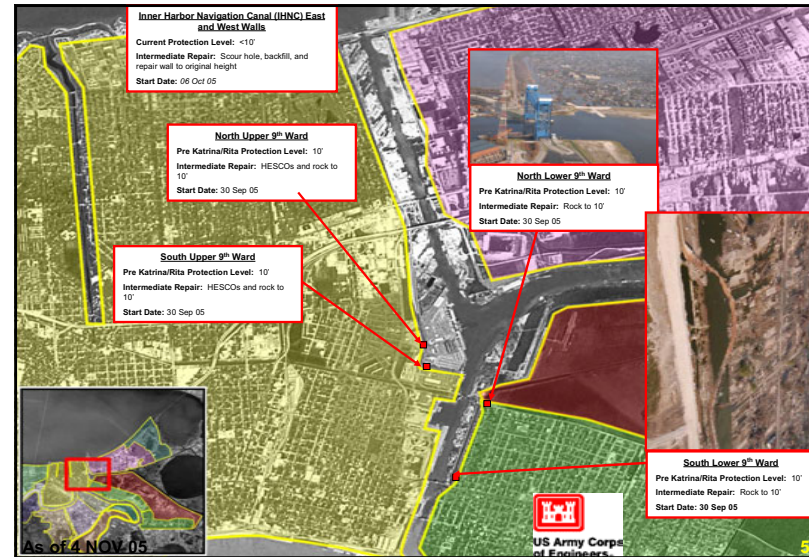 Inner Harbor Navigation Canal (IHNC) East
and West Walls
Current Protection Level: <10'
Intermediate Repair: Scour hole, backfill, and
repair wall to original height
Start Date: 06 Oct 05
North Upper 9th Ward
Pre Katrina/Rita Protection Level: 10'
Intermediate Repair: HESCOs and rock to
10'
Start Date: 30 Sep 05
North Lower 9th Ward
Pre Katrina/Rita Protection Level: 10'
Intermediate Repair: Rock to 10'
Start Date: 30 Sep 05
South Upper 9th Ward
Pre Katrina/Rita Protection Level: 10'
Intermediate Repair: HESCOs and rock to
10'
Start Date: 30 Sep 05
South Lower 9th Ward
Pre Katrina/Rita Protection Level: 10'
Intermediate Repair: Rock to 10'
Start Date: 30 Sep 05
As of 4 NOV 05
US Army Corps
of Engineers